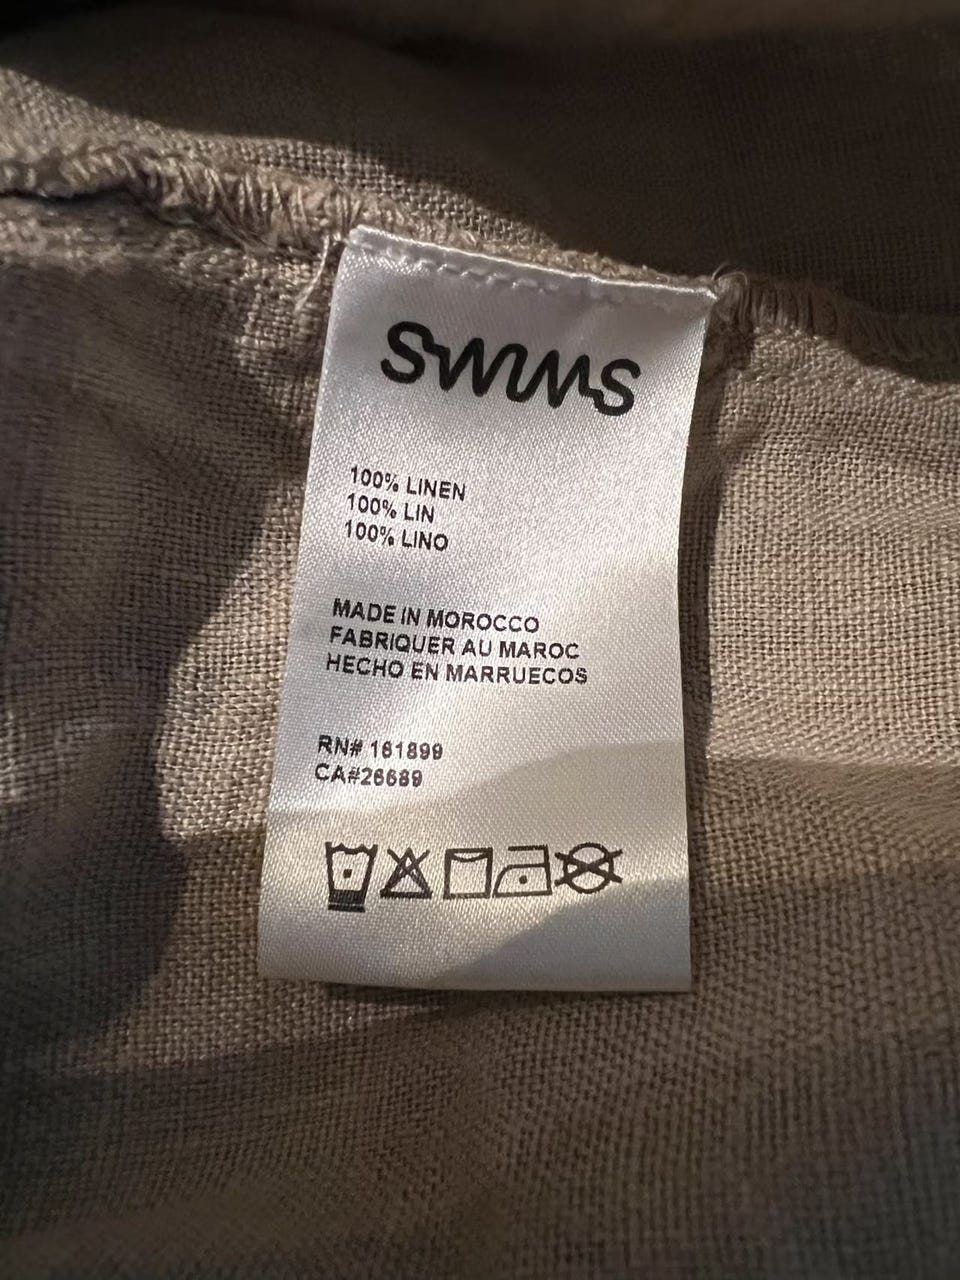 SWIMS
100% LINEN
100% LIN
100% LINO
MADE IN MOROCCO
FABRIQUER AU MAROC
HECHO EN MARRUECOS
RN# 161899
CA#26689